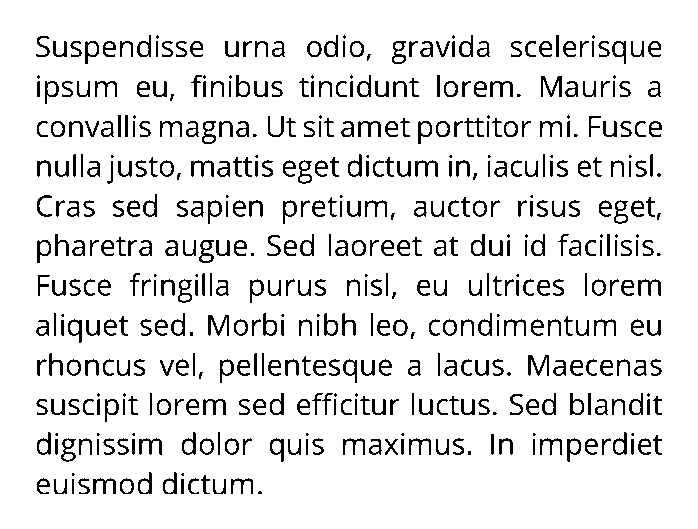 Suspendisse urna odio, gravida scelerisque
ipsum eu, finibus tincidunt lorem. Mauris a
convallis magna. Ut sit amet porttitor mi. Fusce
nulla justo, mattis eget dictum in, iaculis et nisl.
Cras sed sapien pretium, auctor risus eget,
pharetra augue. Sed laoreet at dui id facilisis.
Fusce fringilla purus nisl, eu ultrices lorem
aliquet sed. Morbi nibh leo, condimentum eu
rhoncus vel, pellentesque a lacus. Maecenas
suscipit lorem sed efficitur luctus. Sed blandit
dignissim dolor quis maximus. In imperdiet
euismod dictum.